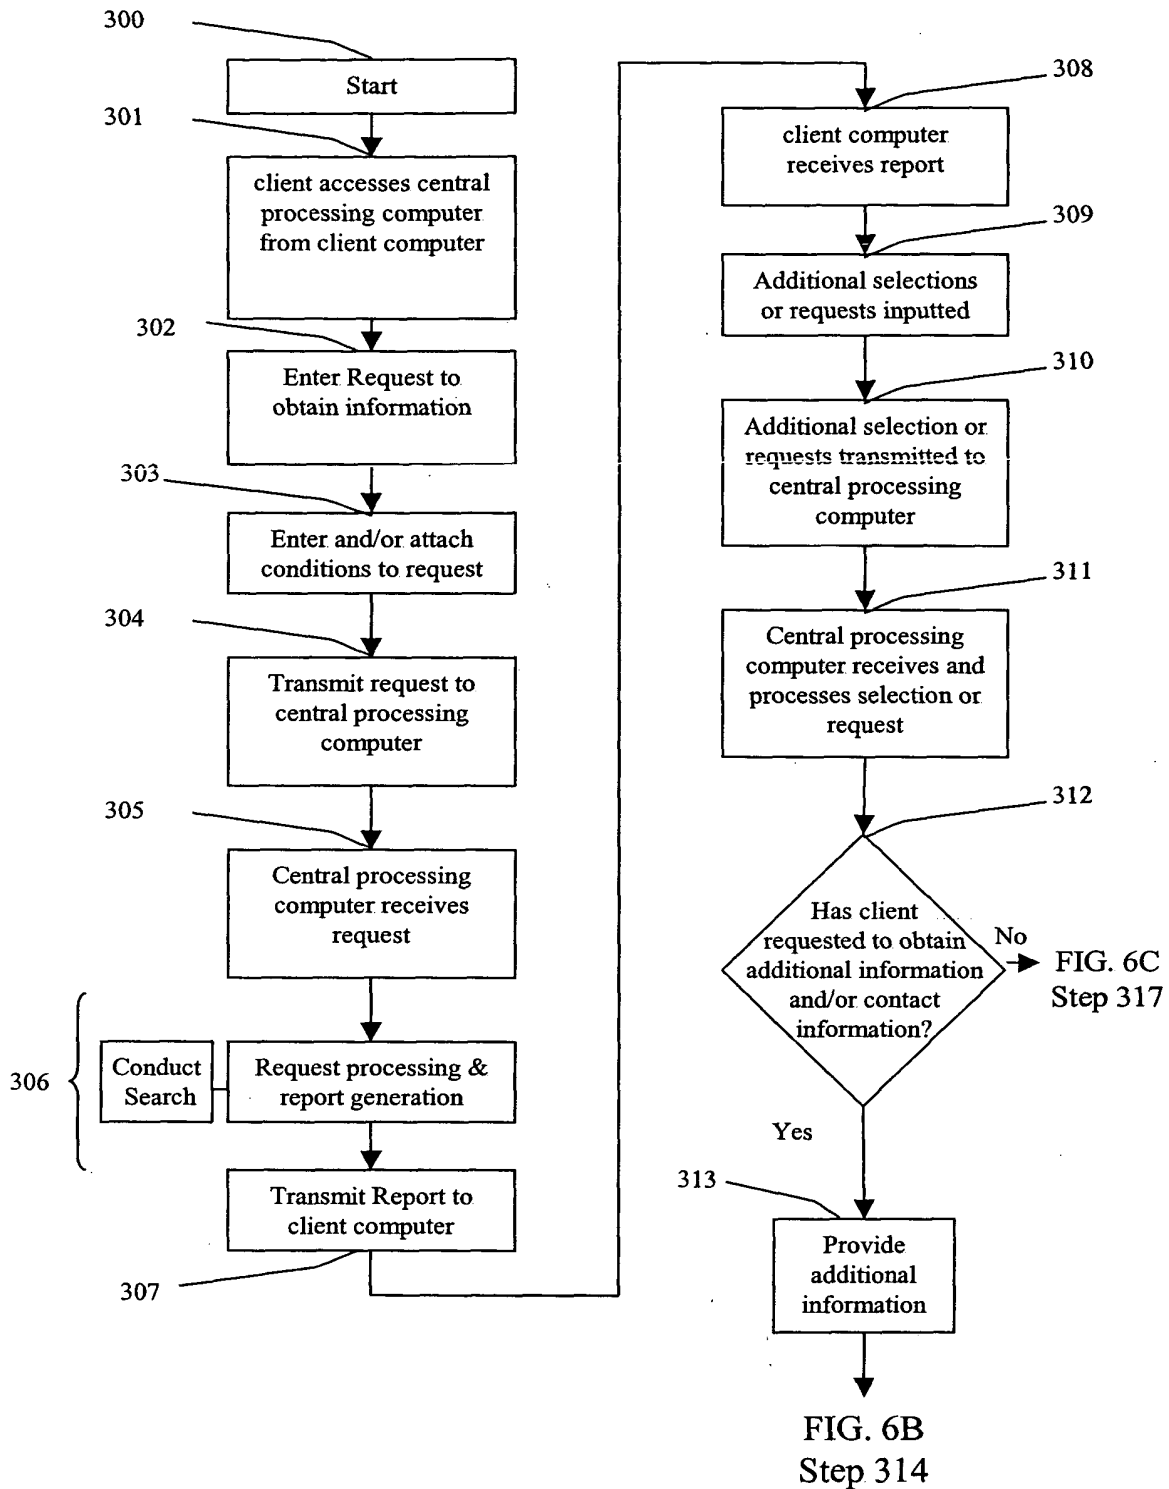 300
Start
301
client accesses central
processing computer
from client computer
302
Enter Request to
obtain information
303
Enter and/or attach
conditions to request
304
Transmit request to
central processing
computer
305
Central processing
computer receives
request
306
Conduct
Search
Request processing &
report generation
Transmit Report to
client computer
307
308
client computer
receives report
309
Additional selections
or requests inputted
310
Additional selection or
requests transmitted to
central processing
computer
311
Central processing
computer receives and
processes selection or
request
312
Has client
requested to obtain
additional information
and/or contact
information?
No
FIG. 6C
Step 317
Yes
313
Provide
additional
information
FIG. 6B
Step 314